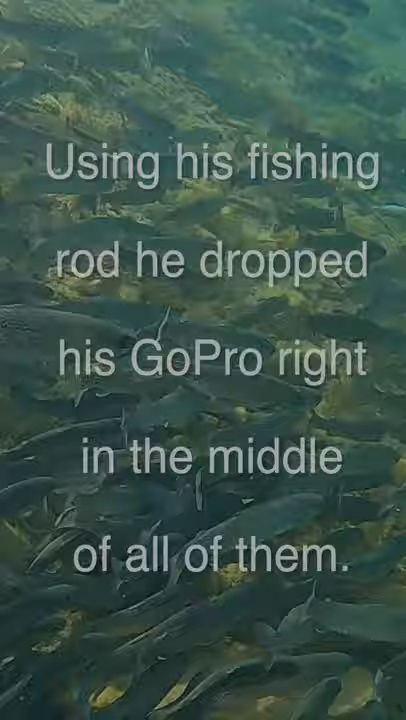 Using his fishing
rod he dropped
his GoPro right
in the middle
of all of them.